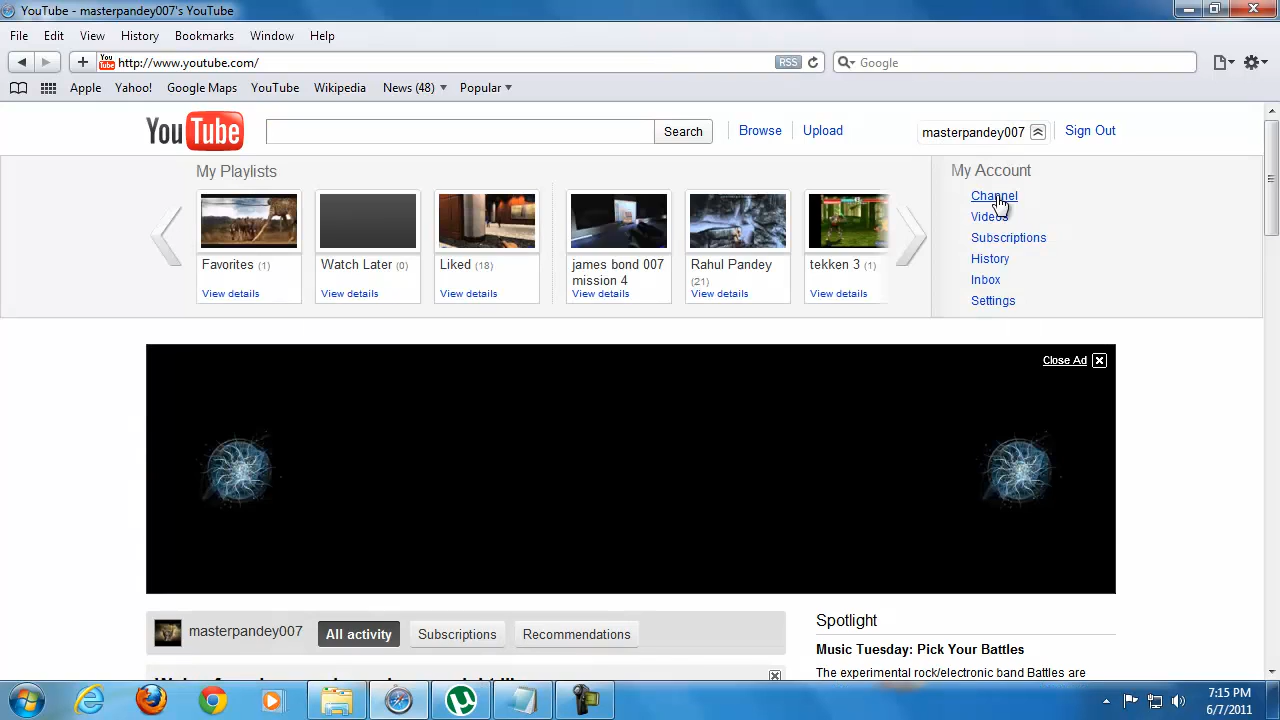 YouTube - masterpandey007's YouTube
File Edit View History Bookmarks Window Help
You Tube http://www.youtube.com/ RSS Google
Apple Yahoo! Google Maps YouTube Wikipedia News (48) Popular
You Tube Search Browse Upload masterpandey007 Sign Out
My Playlists
My Account
Channel
Videos
Subscriptions
History
Inbox
Settings
Favorites (1)
View details
Watch Later (0)
View details
Liked (18)
View details
james bond 007
mission 4
View details
Rahul Pandey
(21)
View details
tekken 3 (1)
View details
Close Ad
masterpandey007 All activity Subscriptions Recommendations
Spotlight
Music Tuesday: Pick Your Battles
The experimental rock/electronic band Battles are
7:15 PM
6/7/2011